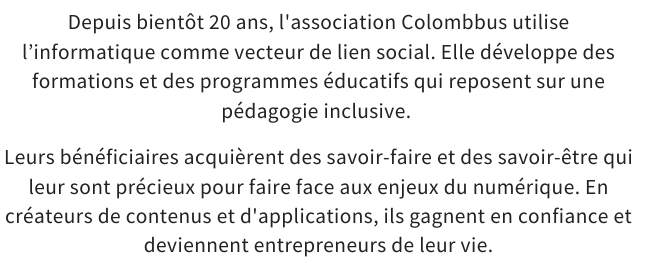 Depuis bientôt 20 ans, l'association Colombbus utilise
l’informatique comme vecteur de lien social. Elle développe des
formations et des programmes éducatifs qui reposent sur une
pédagogie inclusive.
Leurs bénéficiaires acquièrent des savoir-faire et des savoir-être qui
leur sont précieux pour faire face aux enjeux du numérique. En
créateurs de contenus et d'applications, ils gagnent en confiance et
deviennent entrepreneurs de leur vie.